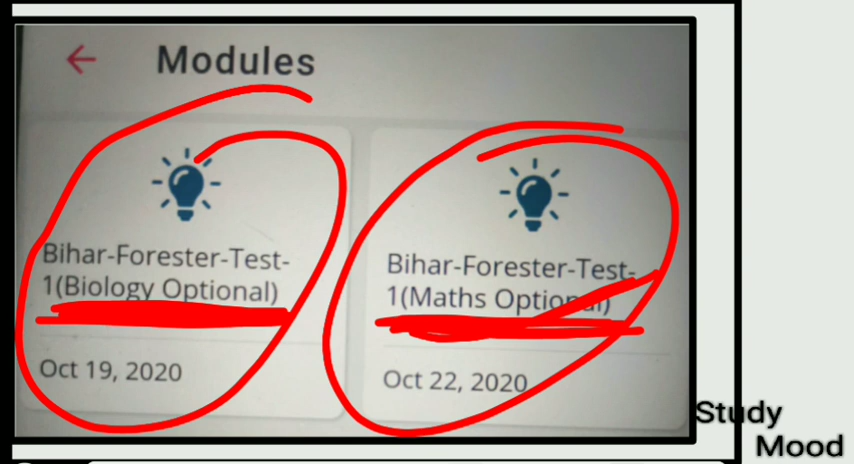 Modules
Bihar-Forester-Test-
1(Biology Optional)
Oct 19, 2020
Bihar-Forester-Test-
1(Maths Optional)
Oct 22, 2020
Study
Mood